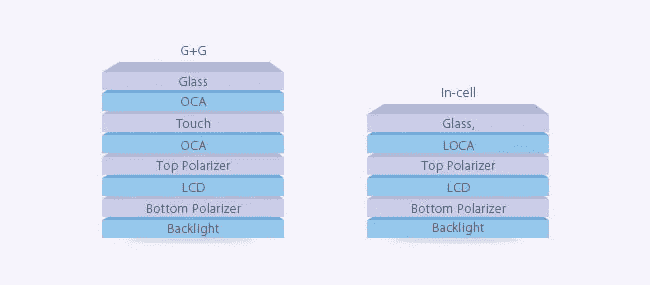 G+G
Glass
OCA
Touch
OCA
Top Polarizer
LCD
Bottom Polarizer
Backlight
In-cell
Glass,
LOCA
Top Polarizer
LCD
Bottom Polarizer
Backlight